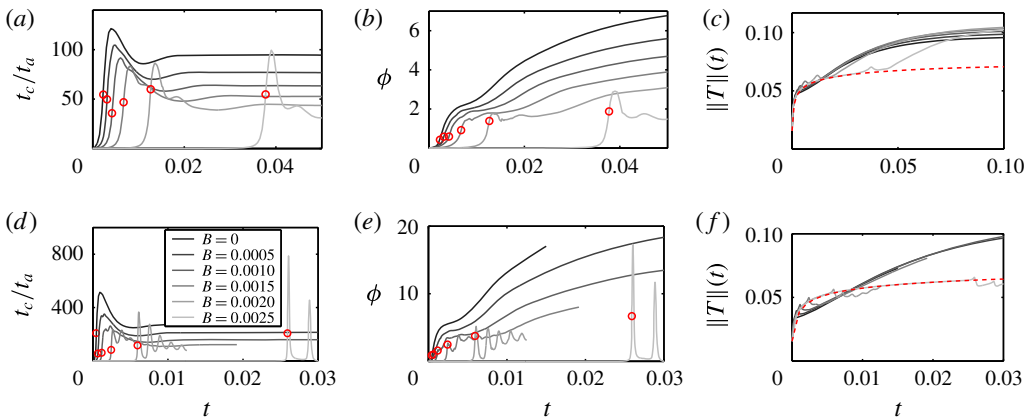 (a)
t_c/t_a
100
50
0
0.02
0.04
(b)
ϕ
6
4
2
0
0.02
0.04
(c)
||T||(t)
0.10
0.05
0
0.05
0.10
(d)
t_c/t_a
800
400
0
0.01
0.02
0.03
t
B = 0
B = 0.0005
B = 0.0010
B = 0.0015
B = 0.0020
B = 0.0025
(e)
ϕ
20
10
0
0.01
0.02
0.03
t
(f)
||T||(t)
0.10
0.05
0
0.01
0.02
0.03
t